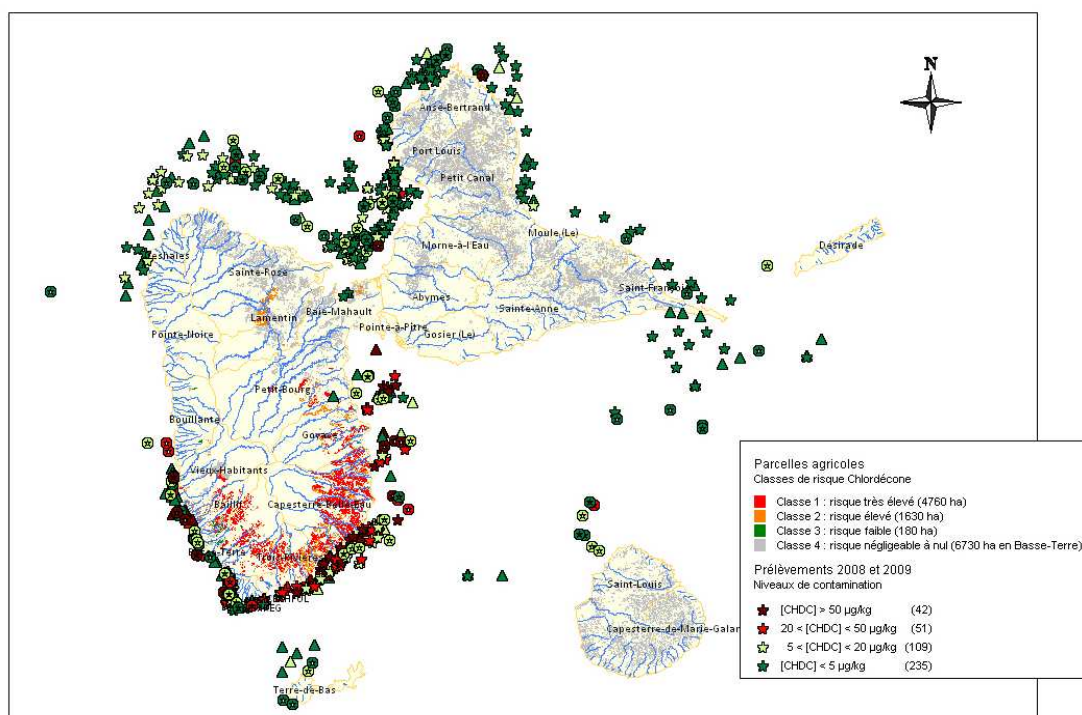 N
Anse-Bertrand
Port Louis
Petit Canal
Morne-à-l'Eau
Moule (Le)
Désirade
Deshaies
Sainte-Rose
Saint-François
Abymes
Sainte-Anne
Lamentin
Baie-Mahault
Pointe-Noire
Pointe-à-Pitre
Gosier (Le)
Petit-Bourg
Bouillante
Goyave
Vieux-Habitants
Baillif
Capesterre-Belle-Eau
Trois-Rivières
Saint-Louis
Capesterre-de-Marie-Galan
Terre-de-Bas
Parcelles agricoles
Classes de risque Chlordécone
Classe 1 : risque très élevé (4760 ha)
Classe 2 : risque élevé (1630 ha)
Classe 3 : risque faible (180 ha)
Classe 4 : risque négligeable à nul (6730 ha en Basse-Terre)
Prélèvements 2008 et 2009
Niveaux de contamination
[CHDC] > 50 µg/kg (42)
20 < [CHDC] < 50 µg/kg (51)
5 < [CHDC] < 20 µg/kg (109)
[CHDC] < 5 µg/kg (235)